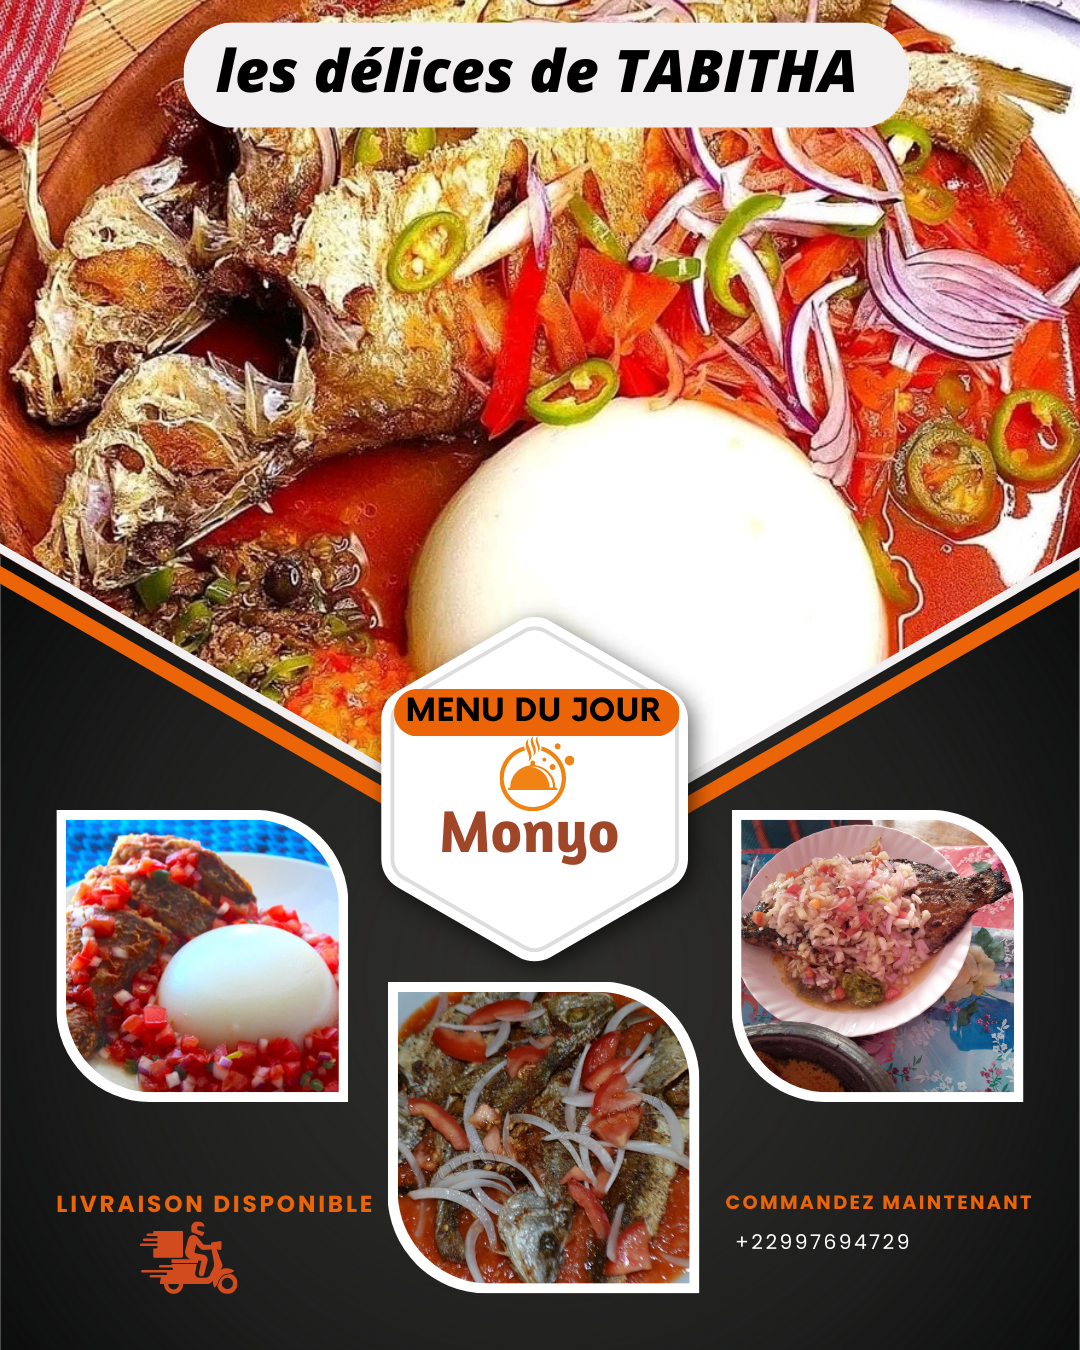 les délices de TABITHA
MENU DU JOUR
Monyo
LIVRAISON DISPONIBLE
COMMANDEZ MAINTENANT
+22997694729